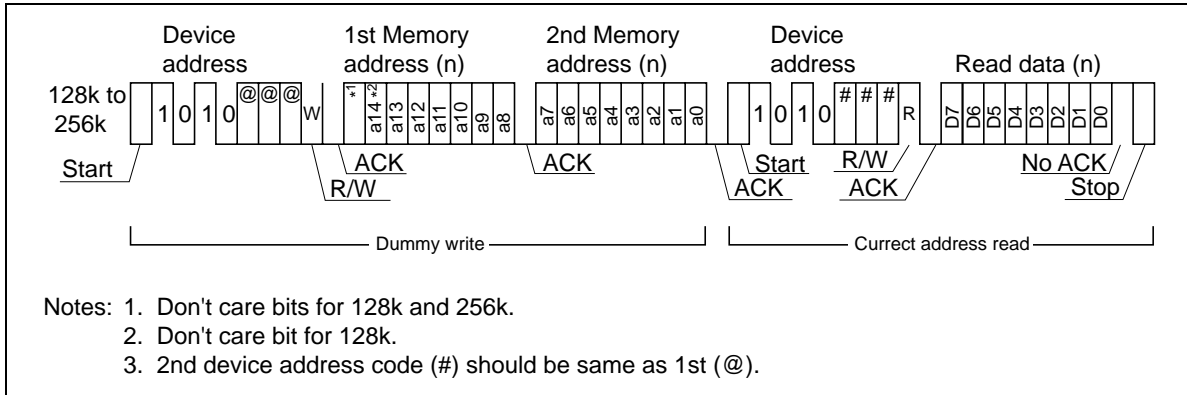 Device address 1st Memory address (n) 2nd Memory address (n) Device address Read data (n)
128k to 256k 1 0 1 0 @ @ @ W *1 a14 *2 a13 a12 a11 a10 a9 a8 a7 a6 a5 a4 a3 a2 a1 a0 1 0 1 0 # # # R D7 D6 D5 D4 D3 D2 D1 D0
Start ACK ACK Start R/W No ACK
R/W ACK ACK Stop
Dummy write Currect address read
Notes: 1. Don't care bits for 128k and 256k.
2. Don't care bit for 128k.
3. 2nd device address code (#) should be same as 1st (@).